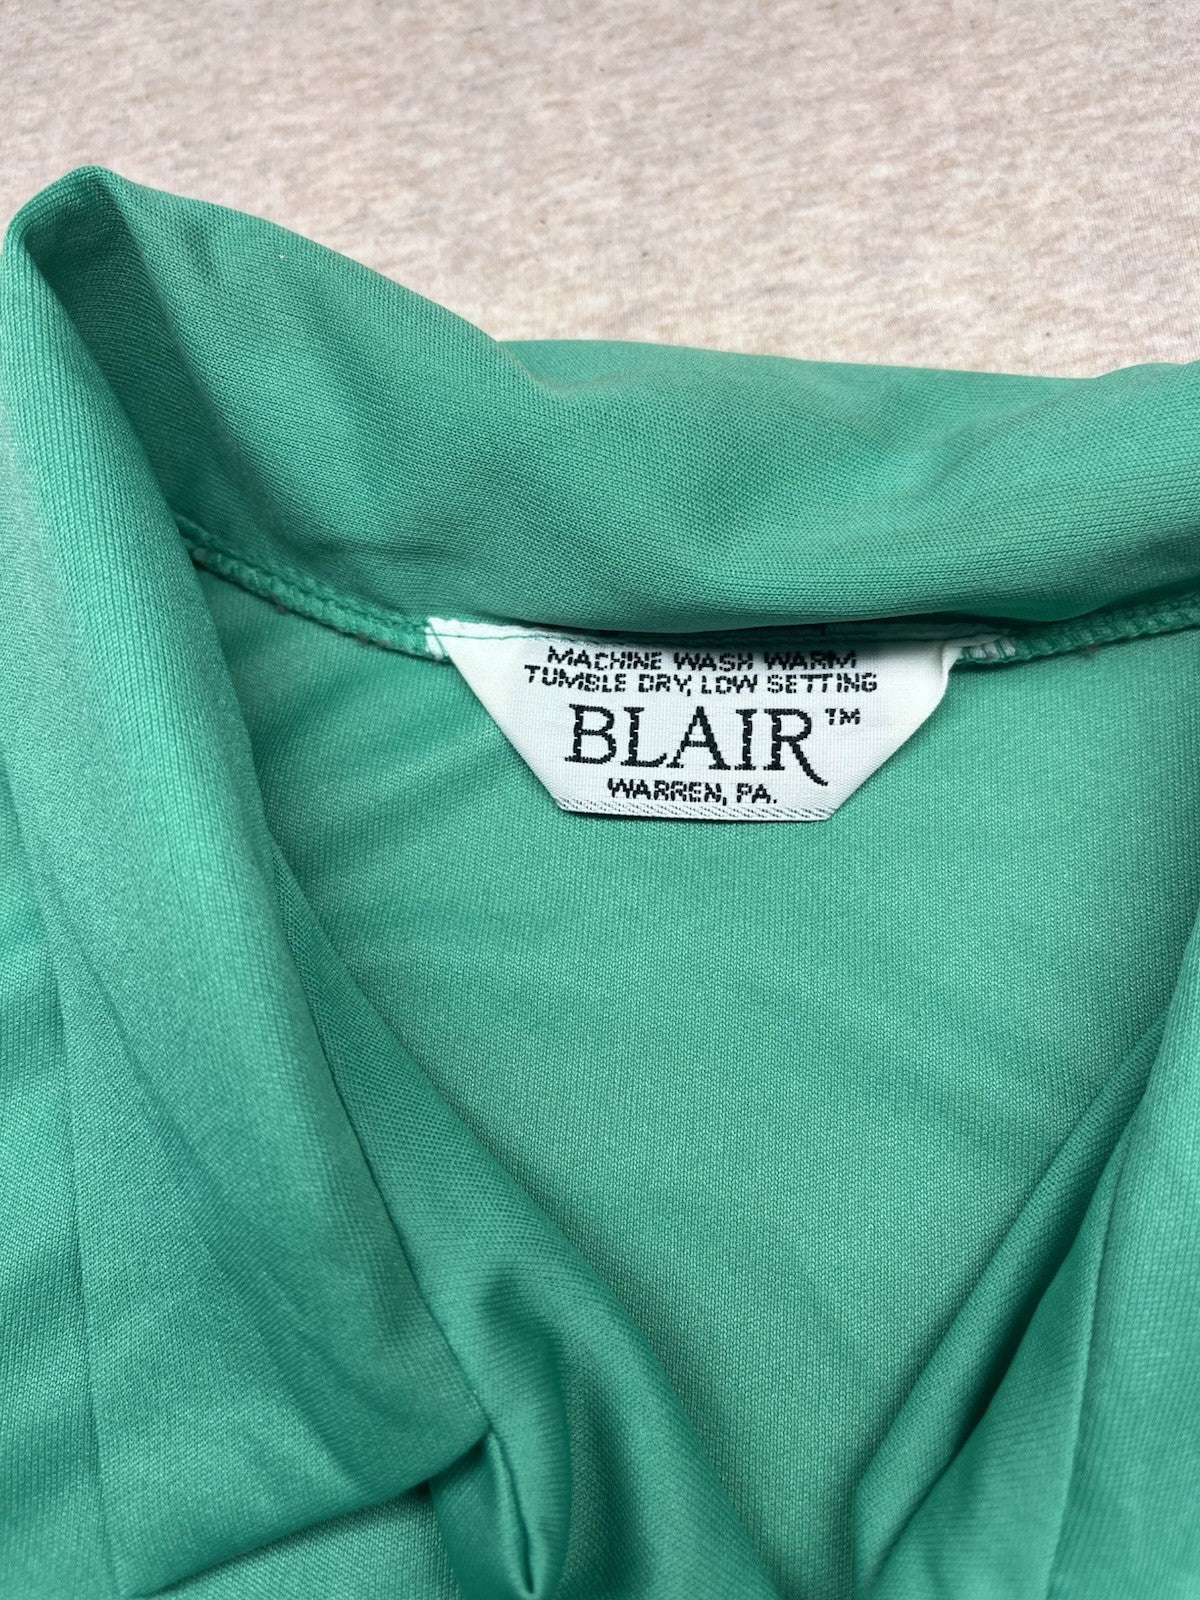 MACHINE WASH WARM
TUMBLE DRY, LOW SETTING
BLAIR™
WARREN, PA.